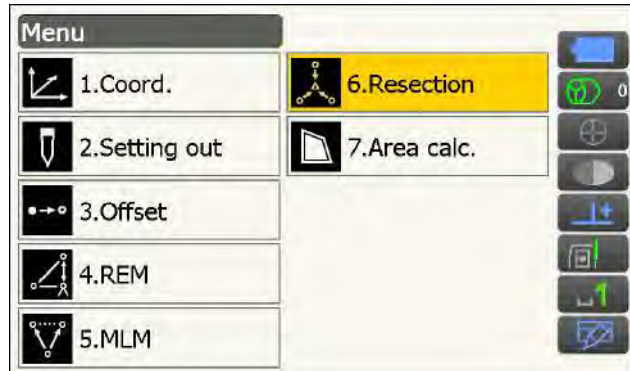 Menu
1.Coord.
2.Setting out
3.Offset
4.REM
5.MLM
6.Resection
7.Area calc.
0